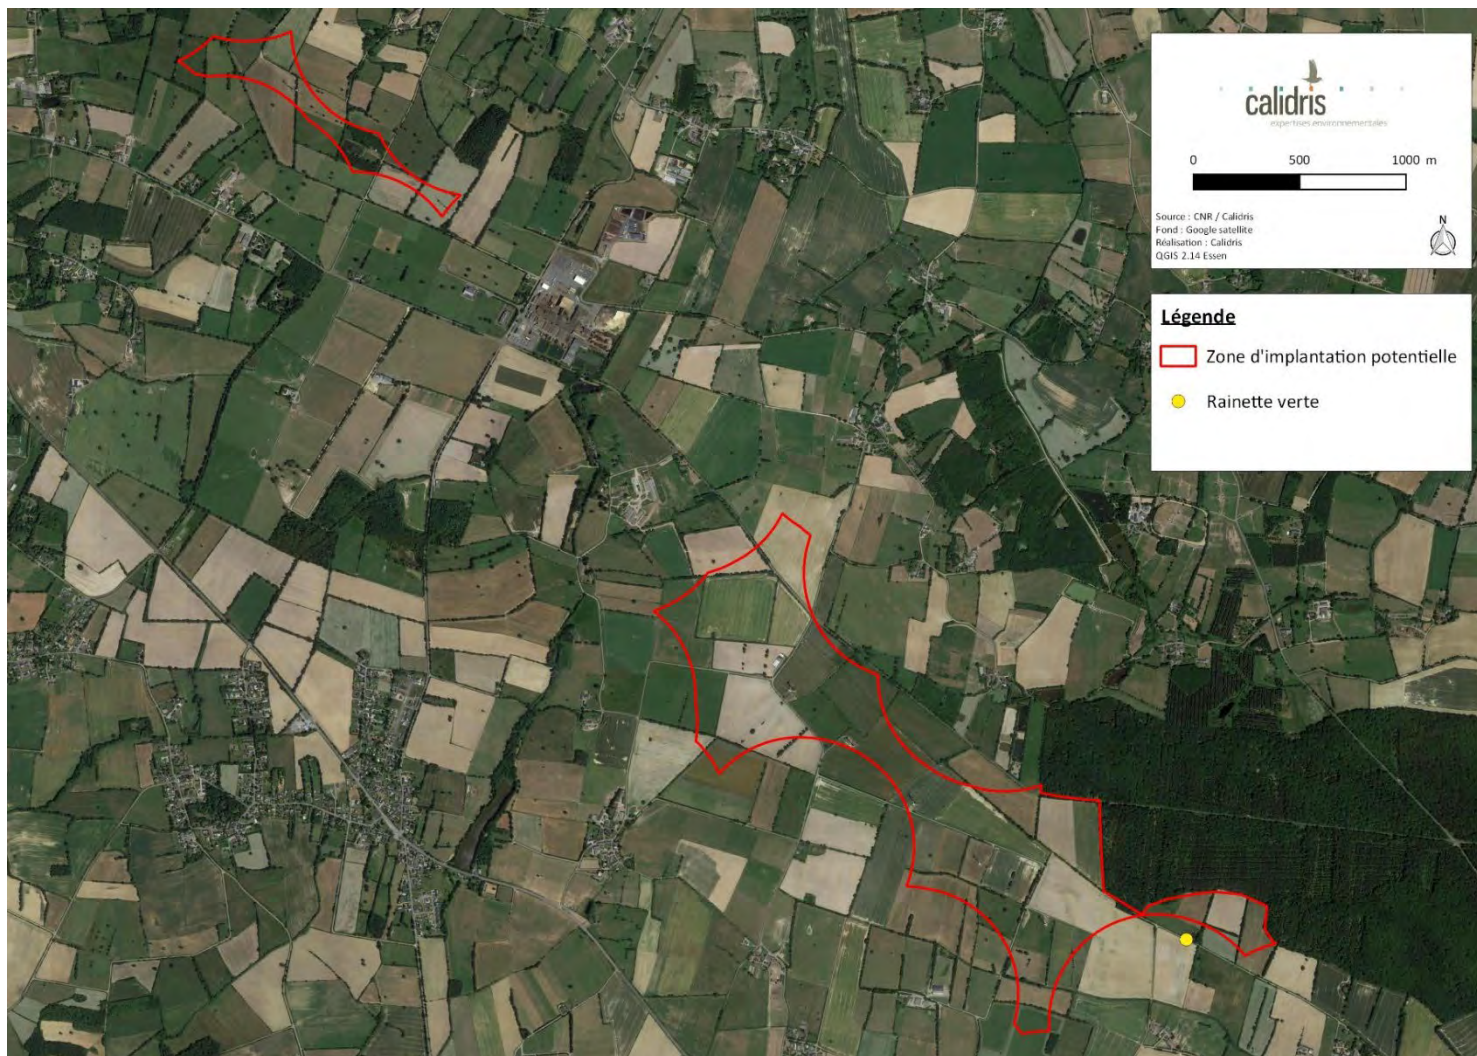 calidris
expertises environnementales
0 500 1000 m
Source : CNR / Calidris
Fond : Google satellite
Réalisation : Calidris
QGIS 2.14 Essen
N
Légende
Zone d'implantation potentielle
Rainette verte